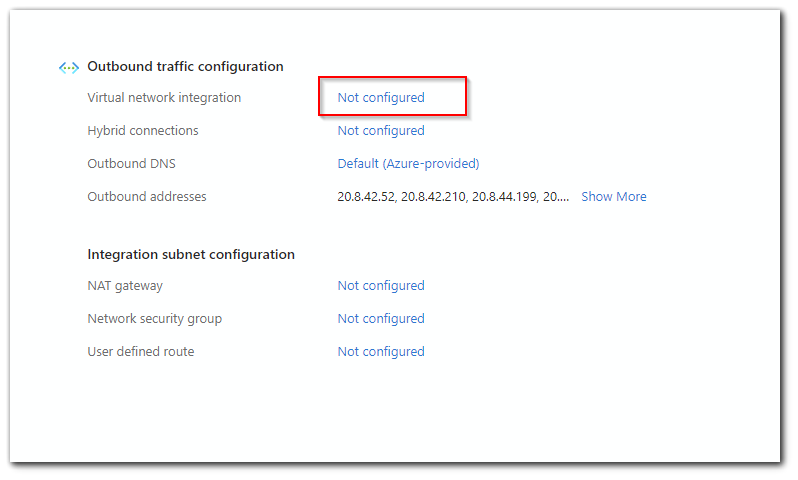 Outbound traffic configuration
Virtual network integration Not configured
Hybrid connections Not configured
Outbound DNS Default (Azure-provided)
Outbound addresses 20.8.42.52, 20.8.42.210, 20.8.44.199, 20.... Show More
Integration subnet configuration
NAT gateway Not configured
Network security group Not configured
User defined route Not configured